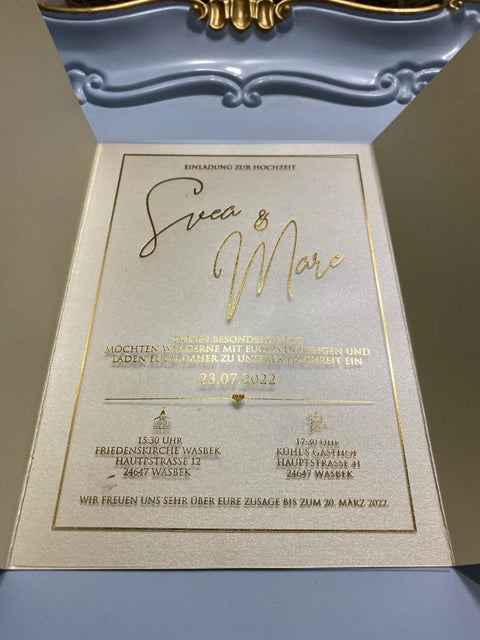 EINLADUNG ZUR HOCHZEIT
Svea &
Marc
BESONDEREN
MÖCHTEN WIR GERNE MIT EUCH UND
LADEN EUCH DAHER ZU UNSERER HOCHZEIT EIN
23.07 2022
15:30 UHR
FRIEDENSKIRCHE WASBEK
HAUPTSTRASSE 12
24647 WASBEK
17:30 UHR
KÜHL'S GASTHOF
HAUPTSTRASSE 41
24647 WASBEK
WIR FREUEN UNS SEHR ÜBER EURE ZUSAGE BIS ZUM 20. MÄRZ 2022.